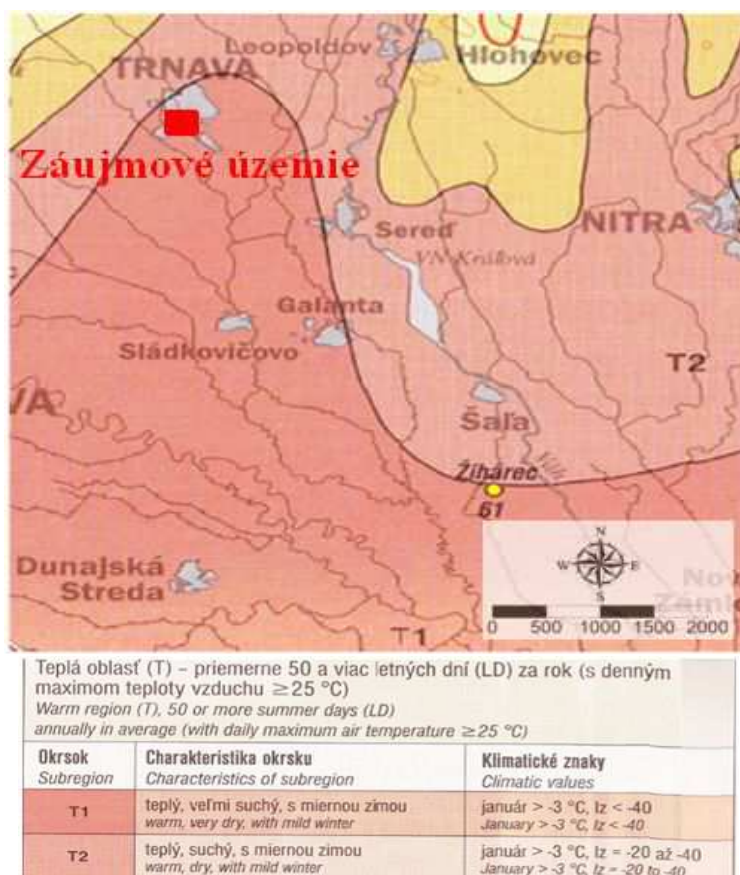 Leopoldov
Hlohovec
TRNAVA
Záujmové územie
Sereď
NITRA
VN Kráľová
Galanta
Sládkovičovo
T2
VA
Šaľa
Váh
Žihárec
61
Dunajská
Streda
N
W E
S
0 500 1000 1500 2000
T1
Teplá oblasť (T) – priemerne 50 a viac letných dní (LD) za rok (s denným
maximom teploty vzduchu ≥25 °C)
Warm region (T), 50 or more summer days (LD)
annually in average (with daily maximum air temperature ≥25 °C)
Okrsok Charakteristika okrsku Klimatické znaky
Subregion Characteristics of subregion Climatic values
T1 teplý, veľmi suchý, s miernou zimou január > -3 °C, Iz < -40
warm, very dry, with mild winter January > -3 °C, Iz < -40
T2 teplý, suchý, s miernou zimou január > -3 °C, Iz = -20 až -40
warm, dry, with mild winter January > -3 °C, Iz = -20 to -40